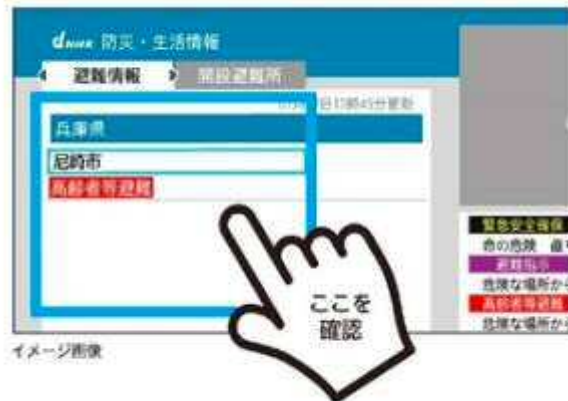 防災・生活情報
避難情報
開設避難所
兵庫県
尼崎市
高齢者等避難
緊急安全確保
命の危険 直ち
避難指示
危険な場所から
高齢者等避難
危険な場所から
ここを
確認
イメージ画像